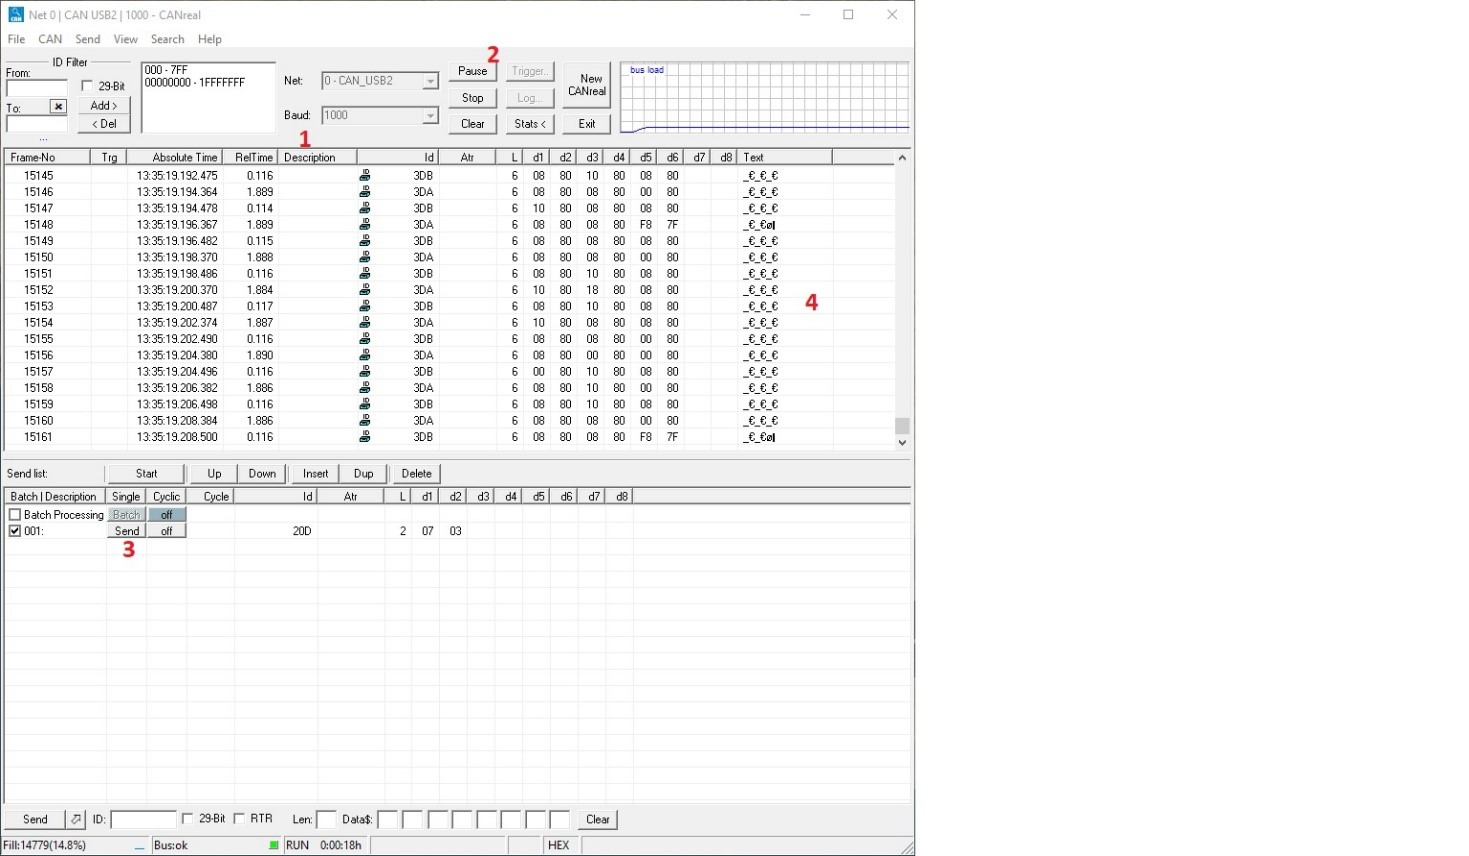 Net 0 | CAN USB2 | 1000 - CANreal
File CAN Send View Search Help
2
ID Filter
From:
29-Bit
To:
Add >
< Del
...
000 - 7FF
00000000 - 1FFFFFFF
Net: 0 - CAN_USB2
Baud: 1000
1
Pause Trigger..
Stop Log...
Clear Stats <
New CANreal
Exit
bus load
Frame-No Trg Absolute Time RelTime Description Id Atr L d1 d2 d3 d4 d5 d6 d7 d8 Text
15145 13:35:19.192.475 0.116 3DB 6 08 80 10 80 08 80 _€_€_€
15146 13:35:19.194.364 1.889 3DA 6 08 80 08 80 00 80 _€_€_€
15147 13:35:19.194.478 0.114 3DB 6 10 80 08 80 08 80 _€_€_€
15148 13:35:19.196.367 1.889 3DA 6 08 80 08 80 F8 7F _€_€ø
15149 13:35:19.196.482 0.115 3DB 6 08 80 08 80 08 80 _€_€_€
15150 13:35:19.198.370 1.888 3DA 6 08 80 08 80 00 80 _€_€_€
15151 13:35:19.198.486 0.116 3DB 6 08 80 10 80 08 80 _€_€_€
15152 13:35:19.200.370 1.884 3DA 6 10 80 18 80 08 80 _€_€_€
15153 13:35:19.200.487 0.117 3DB 6 08 80 10 80 08 80 _€_€_€
4
15154 13:35:19.202.374 1.887 3DA 6 10 80 08 80 08 80 _€_€_€
15155 13:35:19.202.490 0.116 3DB 6 08 80 08 80 00 80 _€_€_€
15156 13:35:19.204.380 1.890 3DA 6 08 80 00 80 00 80 _€_€_€
15157 13:35:19.204.496 0.116 3DB 6 00 80 10 80 08 80 _€_€_€
15158 13:35:19.206.382 1.886 3DA 6 08 80 10 80 00 80 _€_€_€
15159 13:35:19.206.498 0.116 3DB 6 08 80 10 80 08 80 _€_€_€
15160 13:35:19.208.384 1.886 3DA 6 08 80 08 80 00 80 _€_€_€
15161 13:35:19.208.500 0.116 3DB 6 08 80 08 80 F8 7F _€_€ø
Send list: Start Up Down Insert Dup Delete
Batch | Description Single Cyclic Cycle Id Atr L d1 d2 d3 d4 d5 d6 d7 d8
Batch Processing Batch off
001: Send off 20D 2 07 03
3
Send ID: 29-Bit RTR Len: Data$: Clear
Fill:14779(14.8%) Bus:ok RUN 0:00:18h HEX